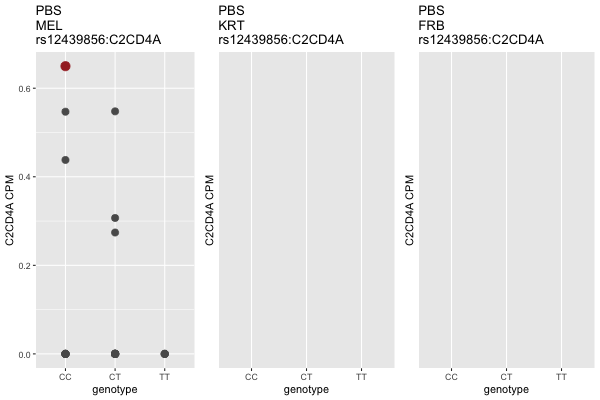 PBS
MEL
rs12439856:C2CD4A
C2CD4A CPM
0.6
0.4
0.2
0.0
CC CT TT
genotype
PBS
KRT
rs12439856:C2CD4A
C2CD4A CPM
CC CT TT
genotype
PBS
FRB
rs12439856:C2CD4A
C2CD4A CPM
CC CT TT
genotype